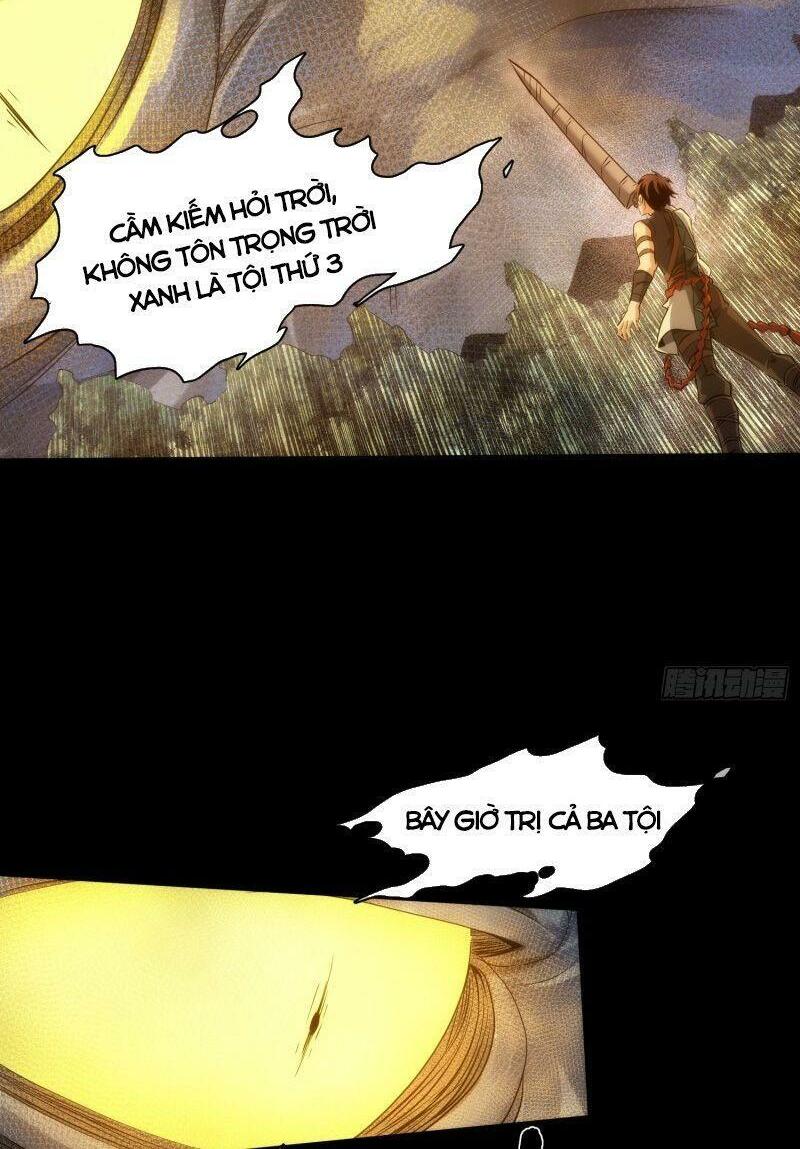 CẦM KIẾM HỎI TRỜI,
KHÔNG TÔN TRỌNG TRỜI
XANH LÀ TỘI THỨ 3
腾讯动漫
BÂY GIỜ TRỊ CẢ BA TỘI